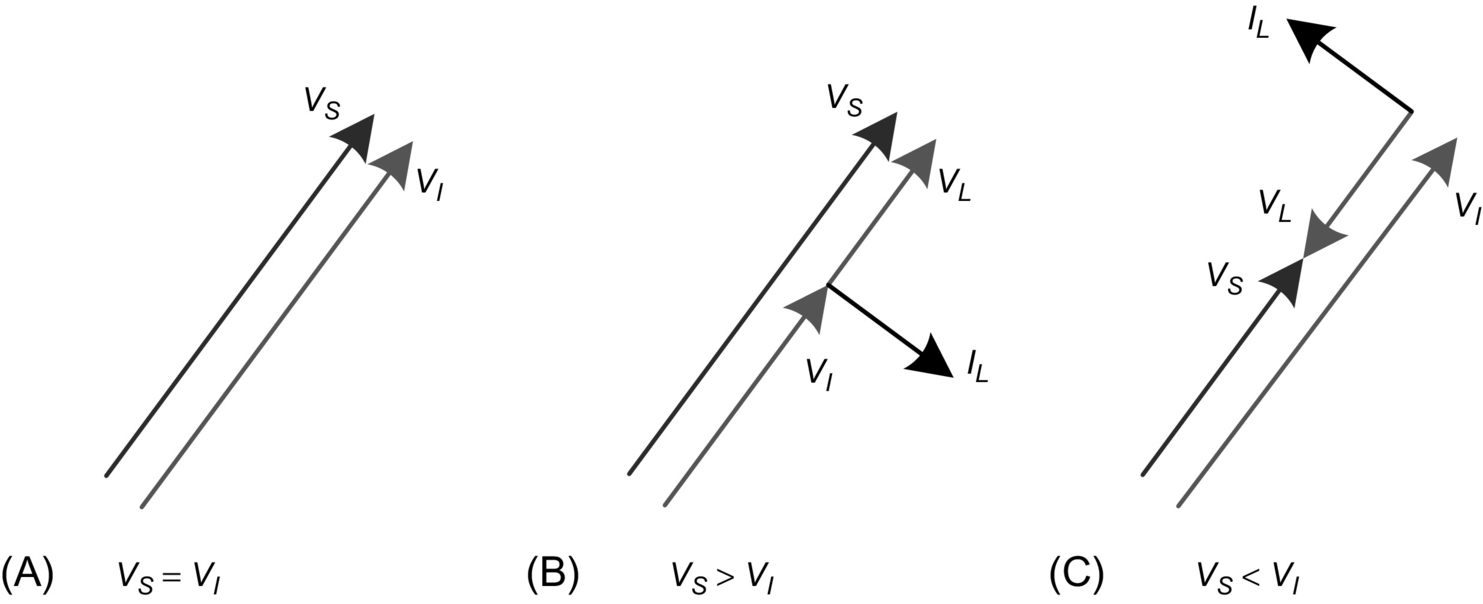 V_S
V_I
(A) V_S = V_I
V_S
V_L
V_I
I_L
(B) V_S > V_I
I_L
V_L
V_I
V_S
(C) V_S < V_I